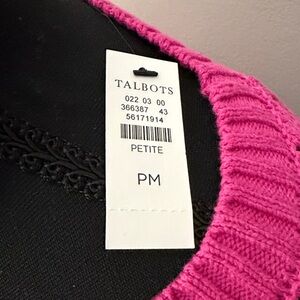 TALBOTS
022 03 00
366387 43
56171914
PETITE
PM